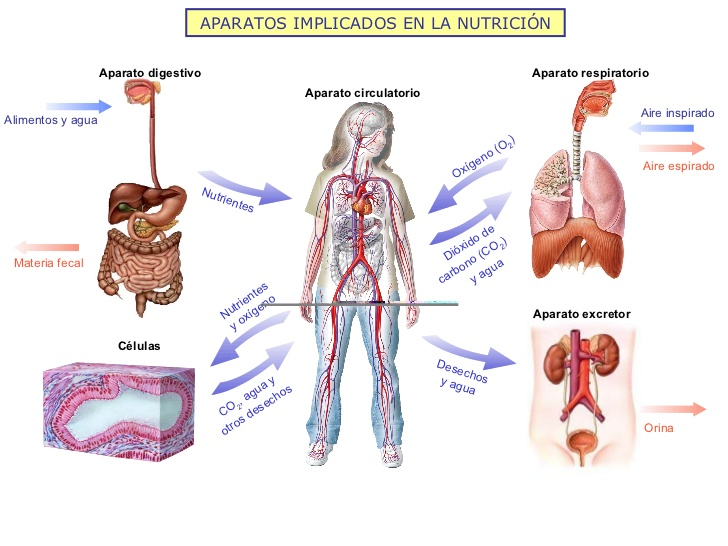 APARATOS IMPLICADOS EN LA NUTRICIÓN
Aparato digestivo
Aparato respiratorio
Aparato circulatorio
Alimentos y agua
Aire inspirado
Aire espirado
Oxígeno (O₂)
Nutrientes
Dióxido de
carbono (CO₂)
y agua
Materia fecal
Nutrientes
y oxígeno
Aparato excretor
Células
Desechos
y agua
CO₂, agua y
otros desechos
Orina